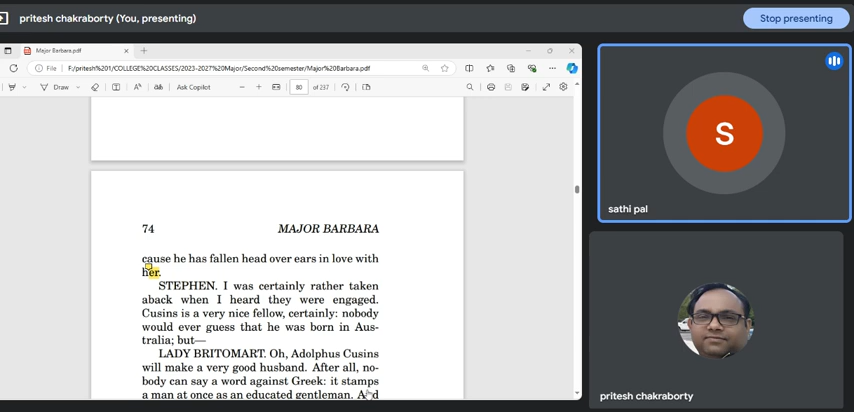 pritesh chakraborty (You, presenting)
Stop presenting
Major Barbara.pdf
File
F:/pritesh%201/COLLEGE%20CLASSES/2023-2027%20Major/Second%20semester/Major%20Barbara.pdf
Draw
Ask Copilot
80 of 237
74 MAJOR BARBARA
cause he has fallen head over ears in love with
her.
STEPHEN. I was certainly rather taken
aback when I heard they were engaged.
Cusins is a very nice fellow, certainly: nobody
would ever guess that he was born in Aus-
tralia; but—
LADY BRITOMART. Oh, Adolphus Cusins
will make a very good husband. After all, no-
body can say a word against Greek: it stamps
a man at once as an educated gentleman. And
S
sathi pal
pritesh chakraborty